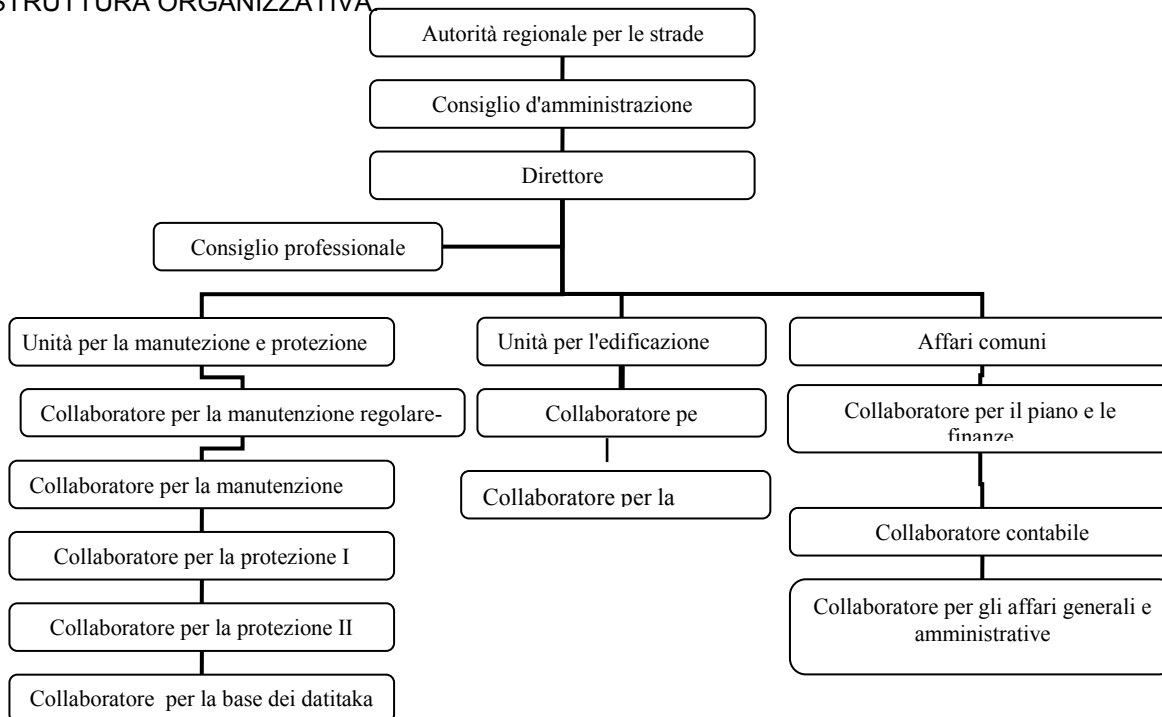 STRUTTURA ORGANIZZATIVA
Autorità regionale per le strade
Consiglio d'amministrazione
Direttore
Consiglio professionale
Unità per la manutezione e protezione
Unità per l'edificazione
Affari comuni
Collaboratore per la manutenzione regolare-
Collaboratore pe
Collaboratore per il piano e le
finanze
Collaboratore per la manutenzione
Collaboratore per la
Collaboratore contabile
Collaboratore per la protezione I
Collaboratore per gli affari generali e
amministrative
Collaboratore per la protezione II
Collaboratore per la base dei datitaka